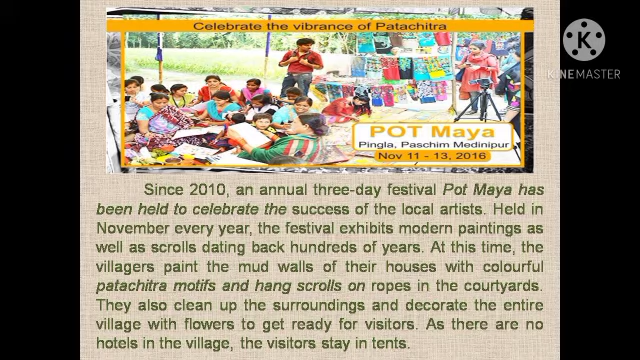 Celebrate the vibrance of Patachitra
KINEMASTER
POT Maya
Pingla, Paschim Medinipur
Nov 11 - 13, 2016
Since 2010, an annual three-day festival Pot Maya has
been held to celebrate the success of the local artists. Held in
November every year, the festival exhibits modern paintings as
well as scrolls dating back hundreds of years. At this time, the
villagers paint the mud walls of their houses with colourful
patachitra motifs and hang scrolls on ropes in the courtyards.
They also clean up the surroundings and decorate the entire
village with flowers to get ready for visitors. As there are no
hotels in the village, the visitors stay in tents.